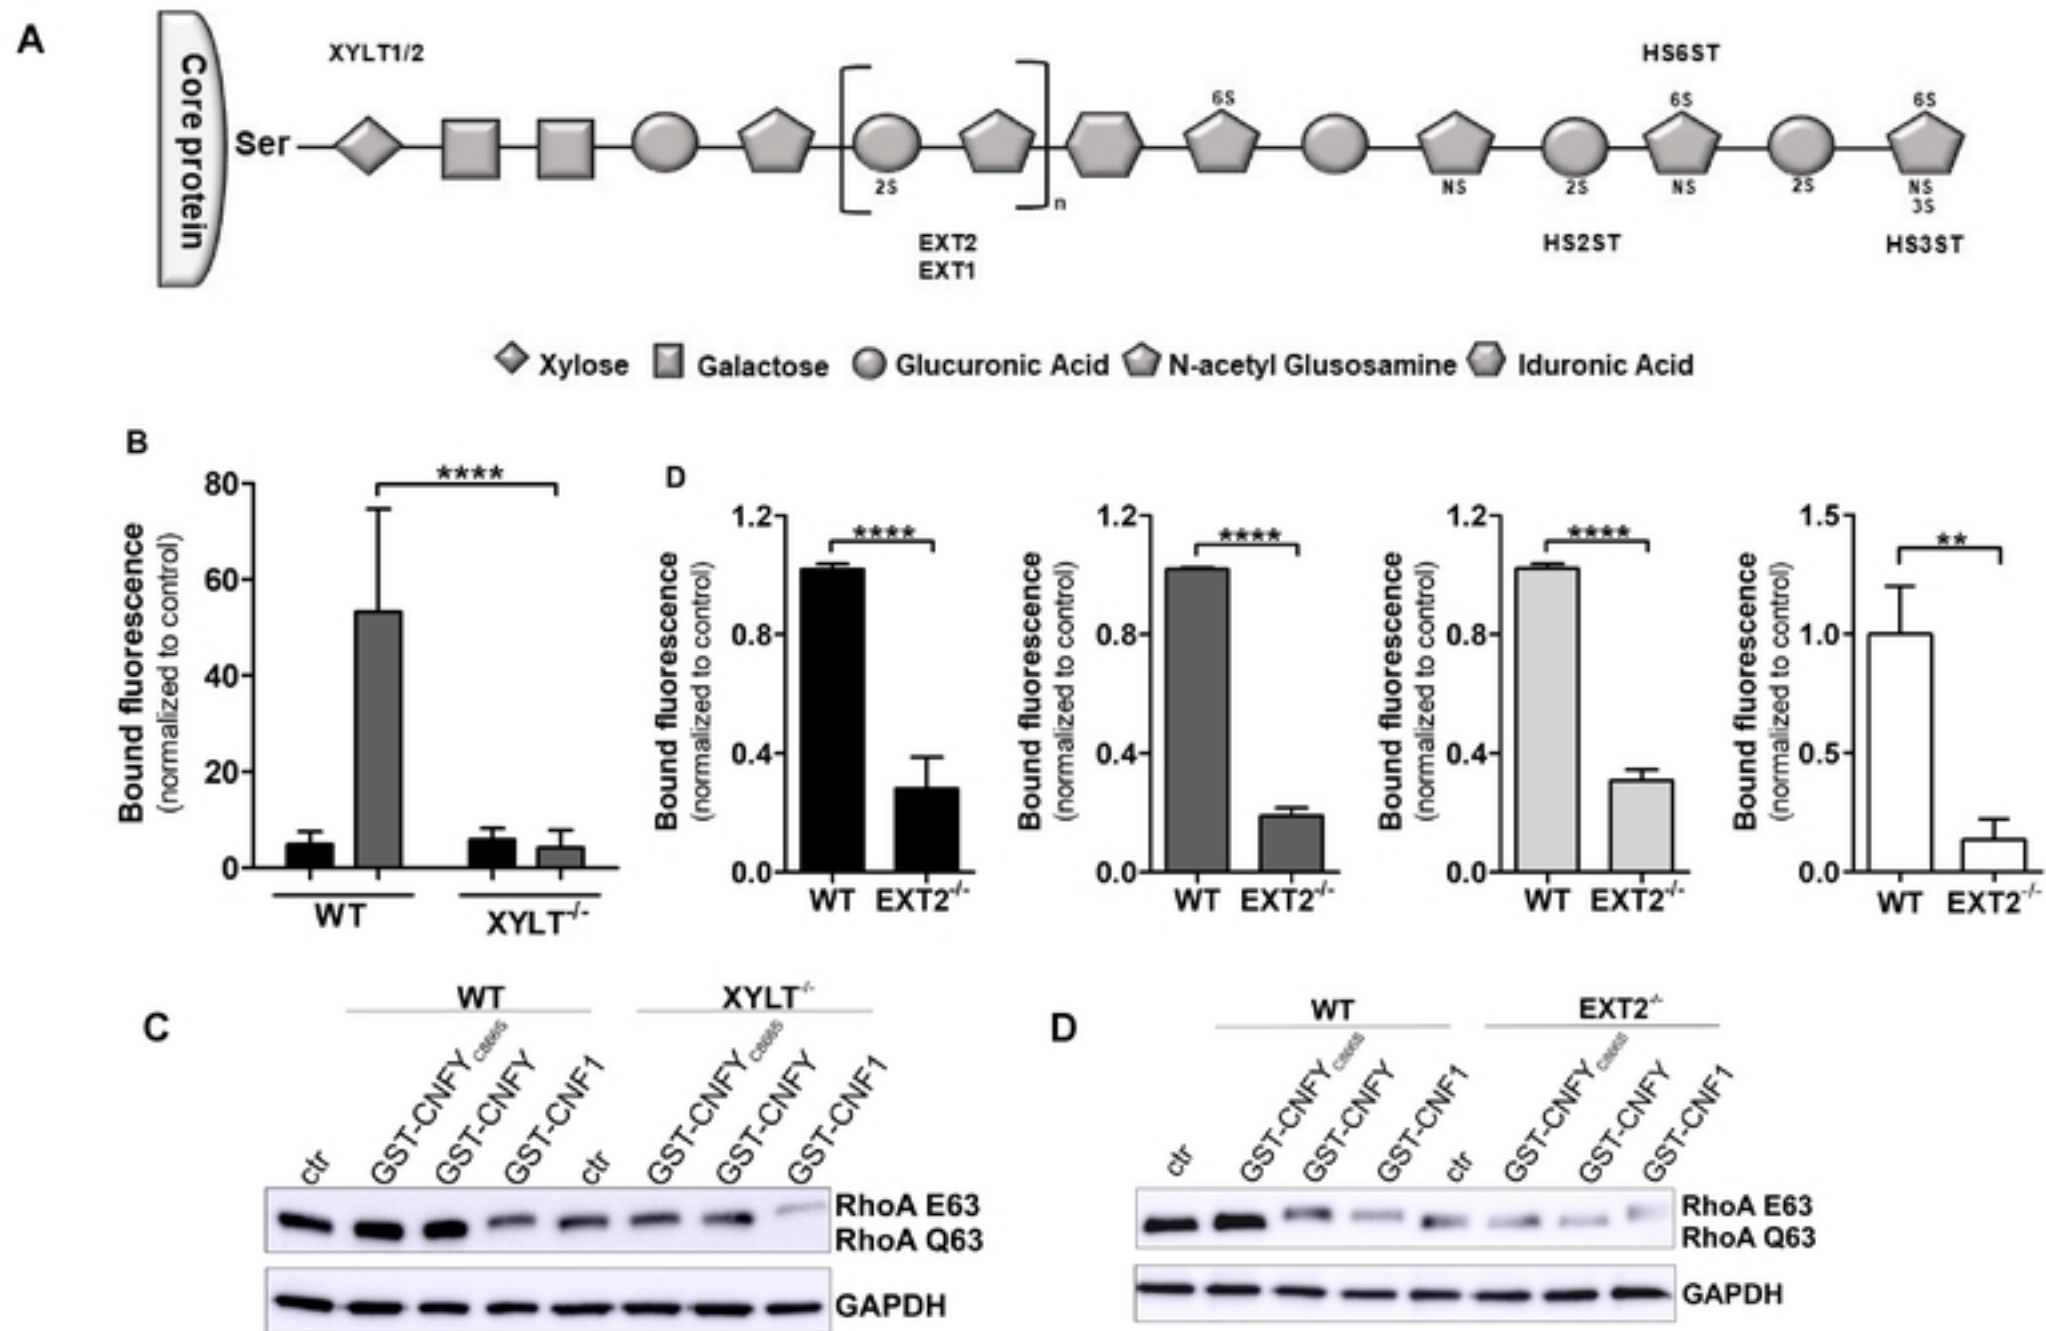 A
XYLT1/2
HS6ST
Core protein
Ser
6S
6S
6S
2S
n
NS
2S
NS
2S
NS
3S
EXT2
EXT1
HS2ST
HS3ST
Xylose
Galactose
Glucuronic Acid
N-acetyl Glusosamine
Iduronic Acid
B
Bound fluorescence
(normalized to control)
80
60
40
20
0
****
WT
XYLT-/-
D
Bound fluorescence
(normalized to control)
1.2
0.8
0.4
0.0
****
WT
EXT2-/-
Bound fluorescence
(normalized to control)
1.2
0.8
0.4
0.0
****
WT
EXT2-/-
Bound fluorescence
(normalized to control)
1.2
0.8
0.4
0.0
****
WT
EXT2-/-
Bound fluorescence
(normalized to control)
1.5
1.0
0.5
0.0
**
WT
EXT2-/-
C
WT
XYLT-/-
ctr
GST-CNFY C866S
GST-CNFY
GST-CNF1
ctr
GST-CNFY C866S
GST-CNFY
GST-CNF1
RhoA E63
RhoA Q63
GAPDH
D
WT
EXT2-/-
ctr
GST-CNFY C866S
GST-CNFY
GST-CNF1
ctr
GST-CNFY C866S
GST-CNFY
GST-CNF1
RhoA E63
RhoA Q63
GAPDH